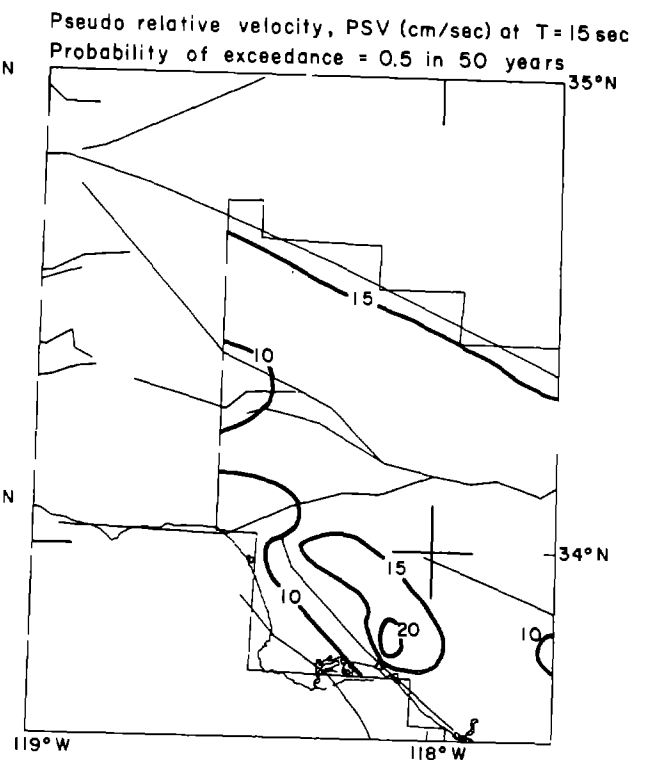 Pseudo relative velocity, PSV (cm/sec) at T=15 sec
Probability of exceedance = 0.5 in 50 years
N
35°N
15
10
N
34°N
15
10
20
10
119°W
118°W